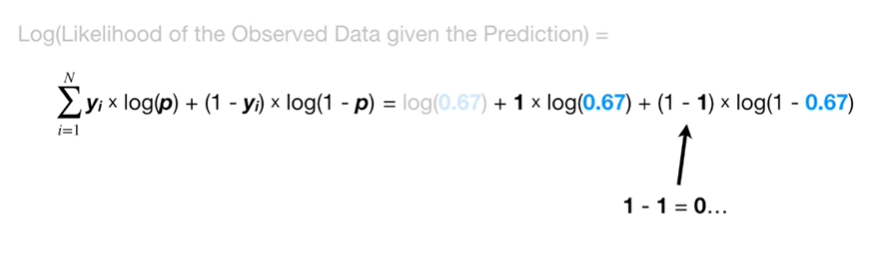 Log(Likelihood of the Observed Data given the Prediction) =
N
∑ yᵢ × log(p) + (1 - yᵢ) × log(1 - p) = log(0.67) + 1 × log(0.67) + (1 - 1) × log(1 - 0.67)
i=1
1 - 1 = 0...